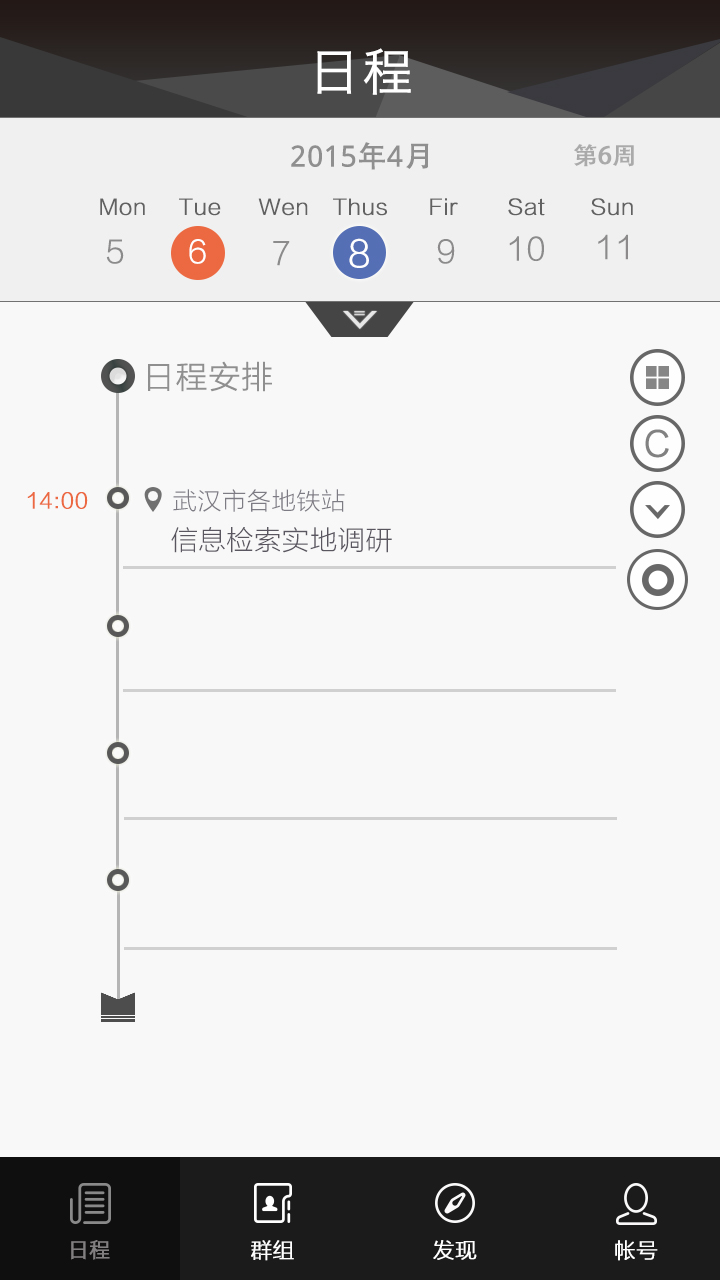 日程
2015年4月 第6周
Mon Tue Wen Thus Fir Sat Sun
5 6 7 8 9 10 11
日程安排
C
14:00 武汉市各地铁站
信息检索实地调研
日程 群组 发现 帐号